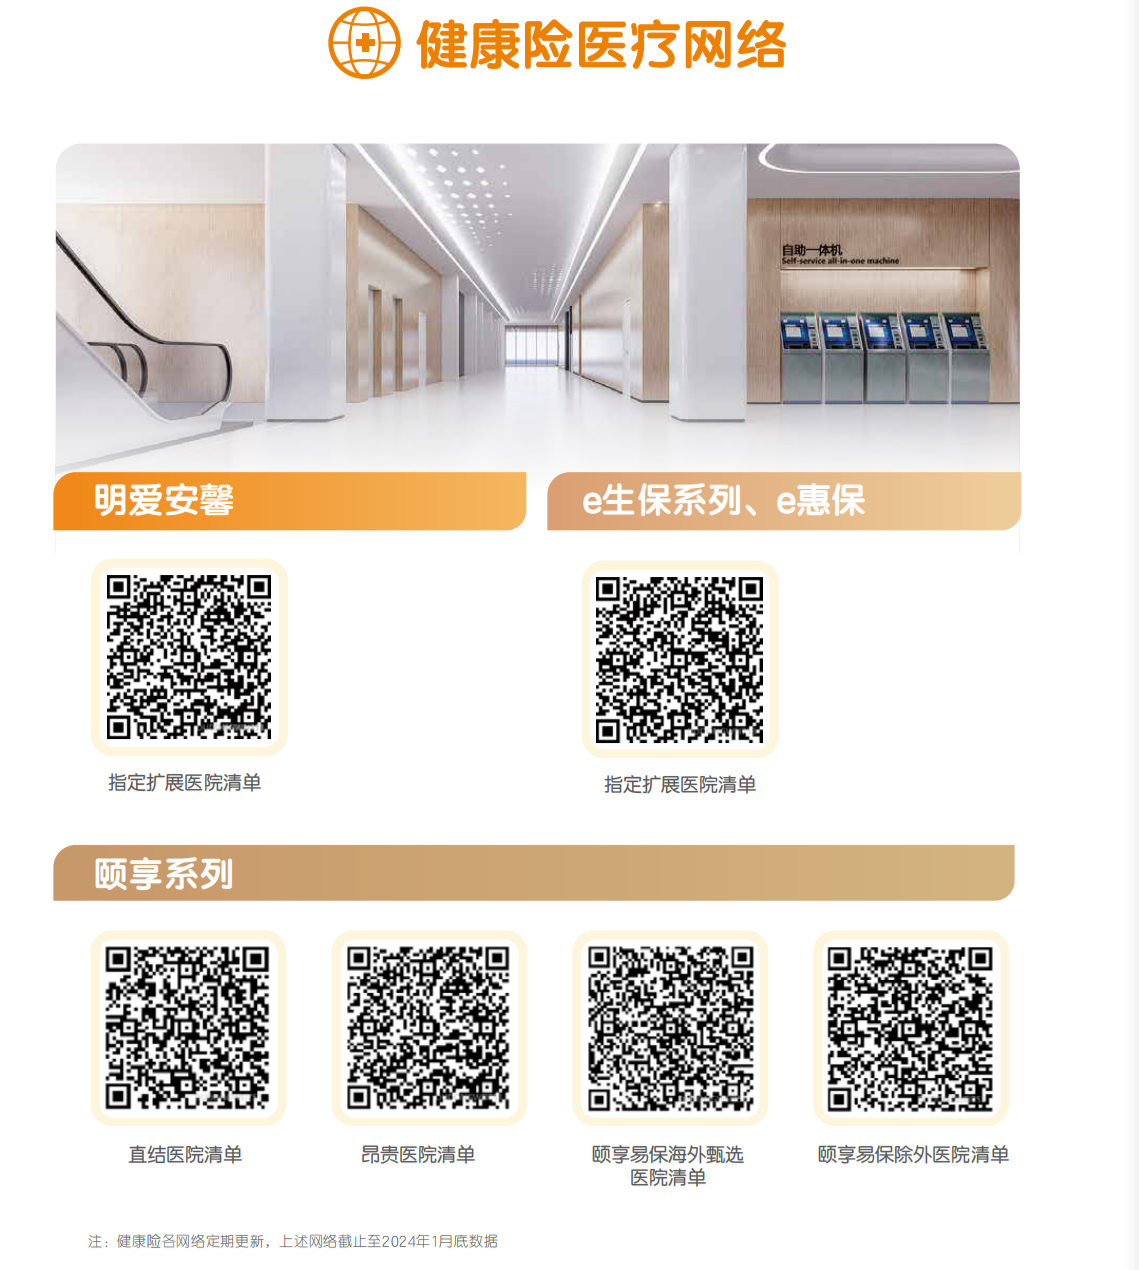 健康险医疗网络
自助一体机
Self-service all-in-one machine
明爱安馨
e生保系列、e惠保
指定扩展医院清单
指定扩展医院清单
颐享系列
直结医院清单
昂贵医院清单
颐享易保海外甄选
医院清单
颐享易保除外医院清单
注：健康险各网络定期更新，上述网络截止至2024年1月底数据